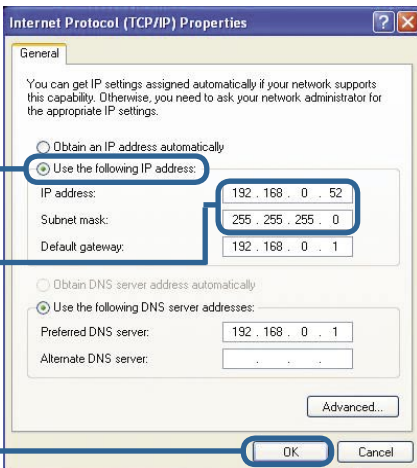 Internet Protocol (TCP/IP) Properties
General
You can get IP settings assigned automatically if your network supports
this capability. Otherwise, you need to ask your network administrator for
the appropriate IP settings.
Obtain an IP address automatically
Use the following IP address:
IP address: 192 . 168 . 0 . 52
Subnet mask: 255 . 255 . 255 . 0
Default gateway: 192 . 168 . 0 . 1
Obtain DNS server address automatically
Use the following DNS server addresses:
Preferred DNS server: 192 . 168 . 0 . 1
Alternate DNS server: . . .
Advanced...
OK Cancel